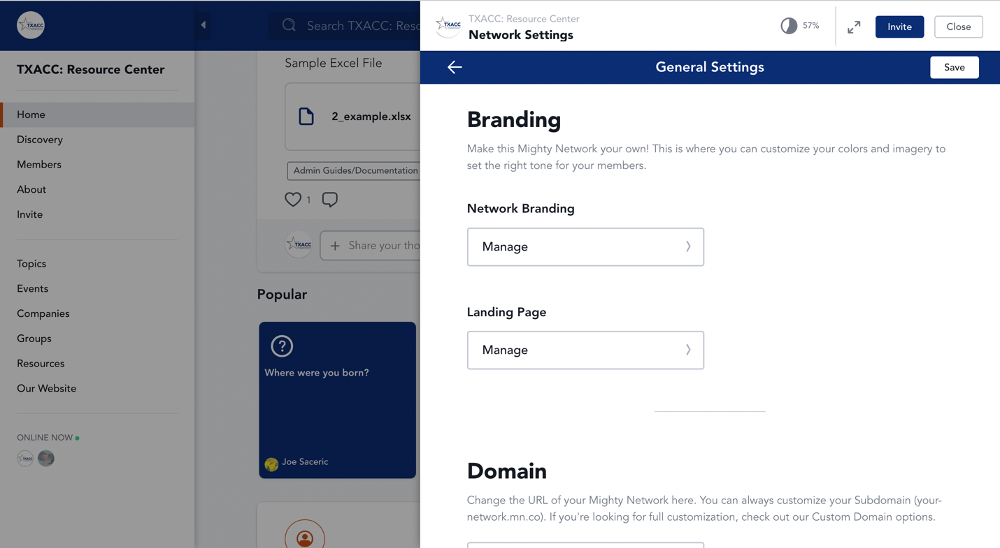 TXACC
TXACC: Resource Center
Home
Discovery
Members
About
Invite
Topics
Events
Companies
Groups
Resources
Our Website
ONLINE NOW
TXACC
Search TXACC: Reso
Sample Excel File
2_example.xlsx
Admin Guides/Documentation
1
TXACC
+ Share your tho
Popular
?
Where were you born?
Joe Saceric
TXACC
TXACC: Resource Center
Network Settings
57%
Invite
Close
General Settings
Save
Branding
Make this Mighty Network your own! This is where you can customize your colors and imagery to
set the right tone for your members.
Network Branding
Manage
Landing Page
Manage
Domain
Change the URL of your Mighty Network here. You can always customize your Subdomain (your-
network.mn.co). If you're looking for full customization, check out our Custom Domain options.